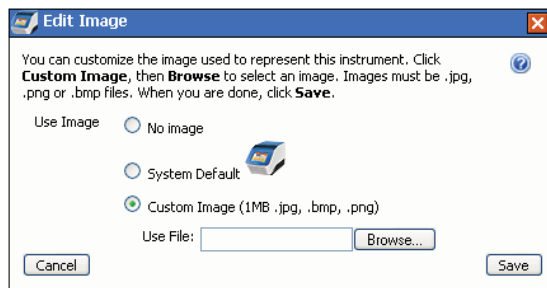 Edit Image
You can customize the image used to represent this instrument. Click
Custom Image, then Browse to select an image. Images must be .jpg,
.png or .bmp files. When you are done, click Save.
Use Image
No image
System Default
Custom Image (1MB .jpg, .bmp, .png)
Use File:
Browse...
Cancel
Save